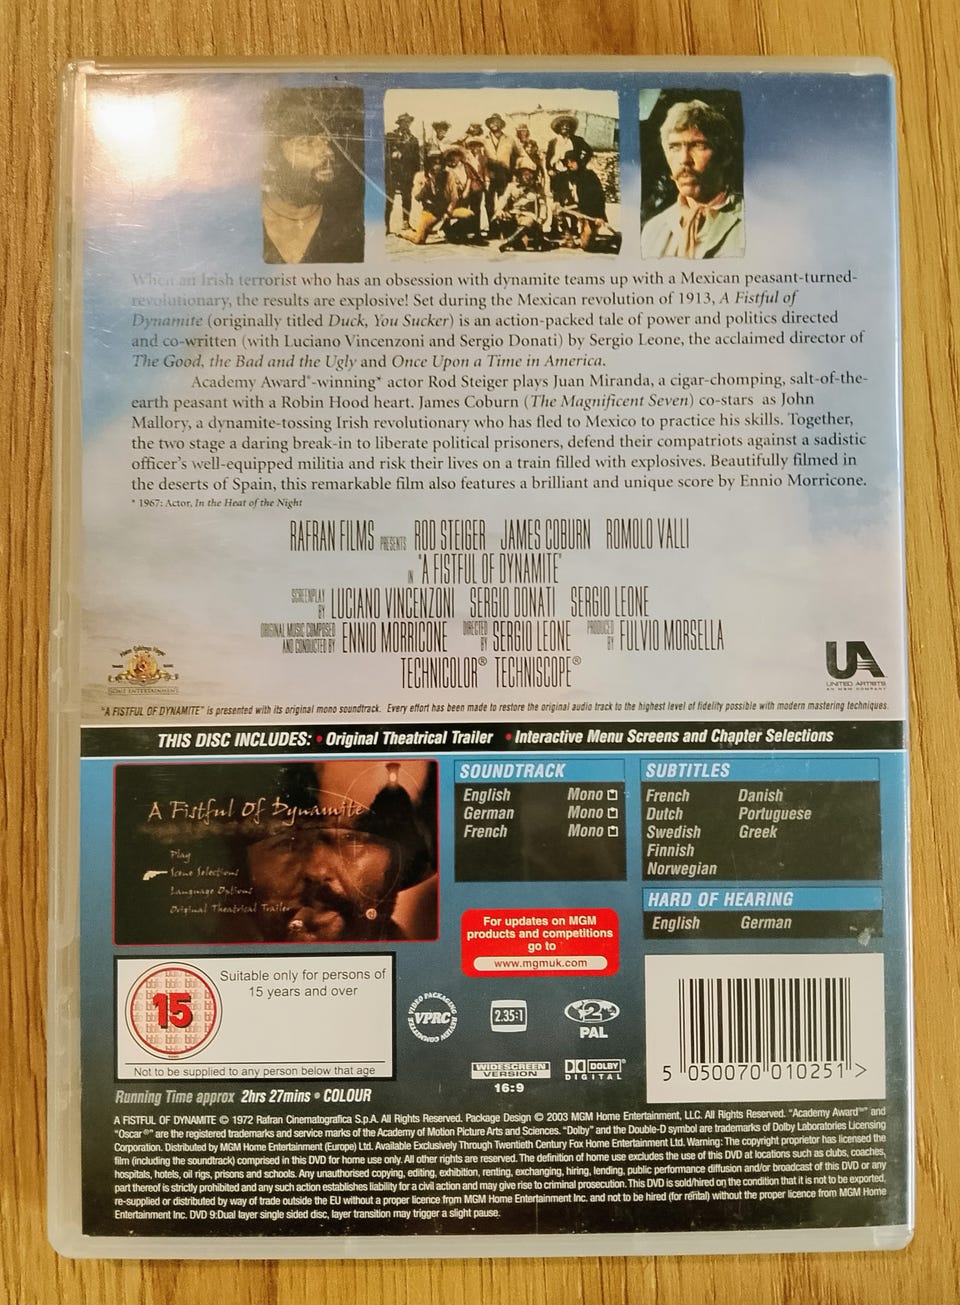 When an Irish terrorist who has an obsession with dynamite teams up with a Mexican peasant-turned-
revolutionary, the results are explosive! Set during the Mexican revolution of 1913, A Fistful of
Dynamite (originally titled Duck, You Sucker) is an action-packed tale of power and politics directed
and co-written (with Luciano Vincenzoni and Sergio Donati) by Sergio Leone, the acclaimed director of
The Good, the Bad and the Ugly and Once Upon a Time in America.
Academy Award®-winning* actor Rod Steiger plays Juan Miranda, a cigar-chomping, salt-of-the-
earth peasant with a Robin Hood heart. James Coburn (The Magnificent Seven) co-stars as John
Mallory, a dynamite-tossing Irish revolutionary who has fled to Mexico to practice his skills. Together,
the two stage a daring break-in to liberate political prisoners, defend their compatriots against a sadistic
officer's well-equipped militia and risk their lives on a train filled with explosives. Beautifully filmed in
the deserts of Spain, this remarkable film also features a brilliant and unique score by Ennio Morricone.
* 1967: Actor, In the Heat of the Night
RAFRAN FILMS PRESENTS ROD STEIGER JAMES COBURN ROMOLO VALLI
IN "A FISTFUL OF DYNAMITE"
SCREENPLAY BY LUCIANO VINCENZONI SERGIO DONATI SERGIO LEONE
ORIGINAL MUSIC COMPOSED AND CONDUCTED BY ENNIO MORRICONE DIRECTED BY SERGIO LEONE PRODUCED BY FULVIO MORSELLA
TECHNICOLOR® TECHNISCOPE®
HOME ENTERTAINMENT
UA
UNITED ARTISTS
AN MGM COMPANY
"A FISTFUL OF DYNAMITE" is presented with its original mono soundtrack. Every effort has been made to restore the original audio track to the highest level of fidelity possible with modern mastering techniques.
THIS DISC INCLUDES: • Original Theatrical Trailer • Interactive Menu Screens and Chapter Selections
A Fistful Of Dynamite
Play
Scene Selections
Language Options
Original Theatrical Trailer
SOUNDTRACK
English Mono
German Mono
French Mono
SUBTITLES
French Danish
Dutch Portuguese
Swedish Greek
Finnish
Norwegian
HARD OF HEARING
English German
For updates on MGM
products and competitions
go to
www.mgmuk.com
15
Suitable only for persons of
15 years and over
Not to be supplied to any person below that age
VIDEO PACKAGING REVIEW COMMITTEE
VPRC
2.35:1
2
PAL
WIDESCREEN
VERSION
16:9
DOLBY
DIGITAL
5 050070 010251 >
Running Time approx 2hrs 27mins • COLOUR
A FISTFUL OF DYNAMITE © 1972 Rafran Cinematografica S.p.A. All Rights Reserved. Package Design © 2003 MGM Home Entertainment, LLC. All Rights Reserved. "Academy Award™" and
"Oscar®" are the registered trademarks and service marks of the Academy of Motion Picture Arts and Sciences. "Dolby" and the Double-D symbol are trademarks of Dolby Laboratories Licensing
Corporation. Distributed by MGM Home Entertainment (Europe) Ltd. Available Exclusively Through Twentieth Century Fox Home Entertainment Ltd. Warning: The copyright proprietor has licensed the
film (including the soundtrack) comprised in this DVD for home use only. All other rights are reserved. The definition of home use excludes the use of this DVD at locations such as clubs, coaches,
hospitals, hotels, oil rigs, prisons and schools. Any unauthorised copying, editing, exhibition, renting, exchanging, hiring, lending, public performance diffusion and/or broadcast of this DVD or any
part thereof is strictly prohibited and any such action establishes liability for a civil action and may give rise to criminal prosecution. This DVD is sold/hired on the condition that it is not to be exported,
re-supplied or distributed by way of trade outside the EU without a proper licence from MGM Home Entertainment Inc. and not to be hired (for rental) without the proper licence from MGM Home
Entertainment Inc. DVD 9:Dual layer single sided disc, layer transition may trigger a slight pause.